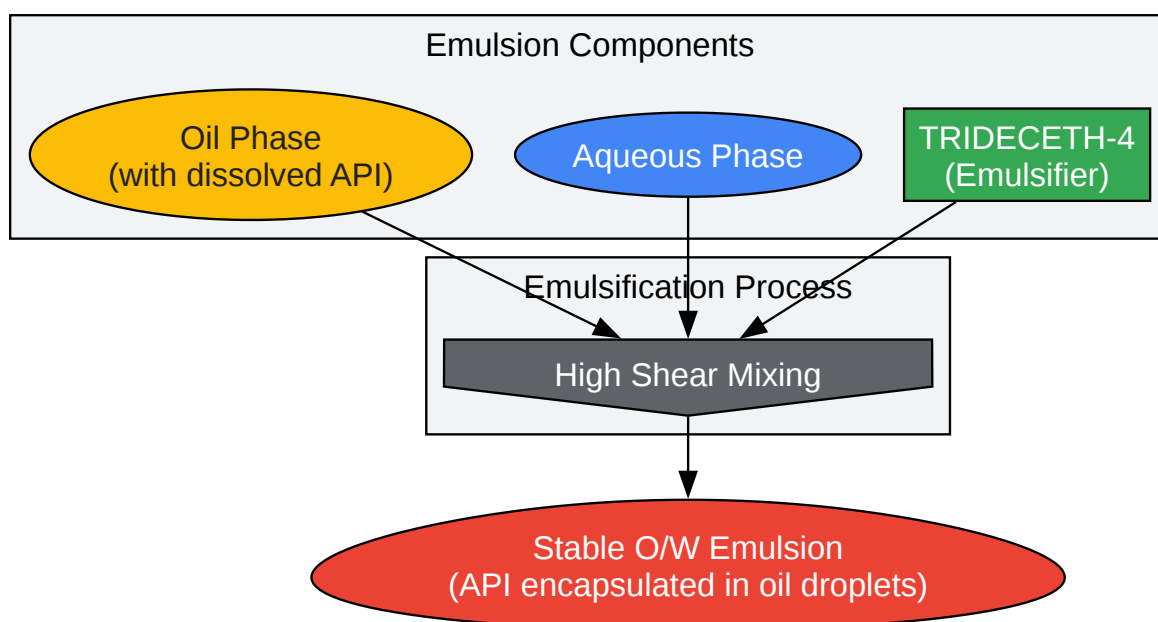 Emulsion Components
Oil Phase
(with dissolved API)
Aqueous Phase
TRIDECETH-4
(Emulsifier)
Emulsification Process
High Shear Mixing
Stable O/W Emulsion
(API encapsulated in oil droplets)